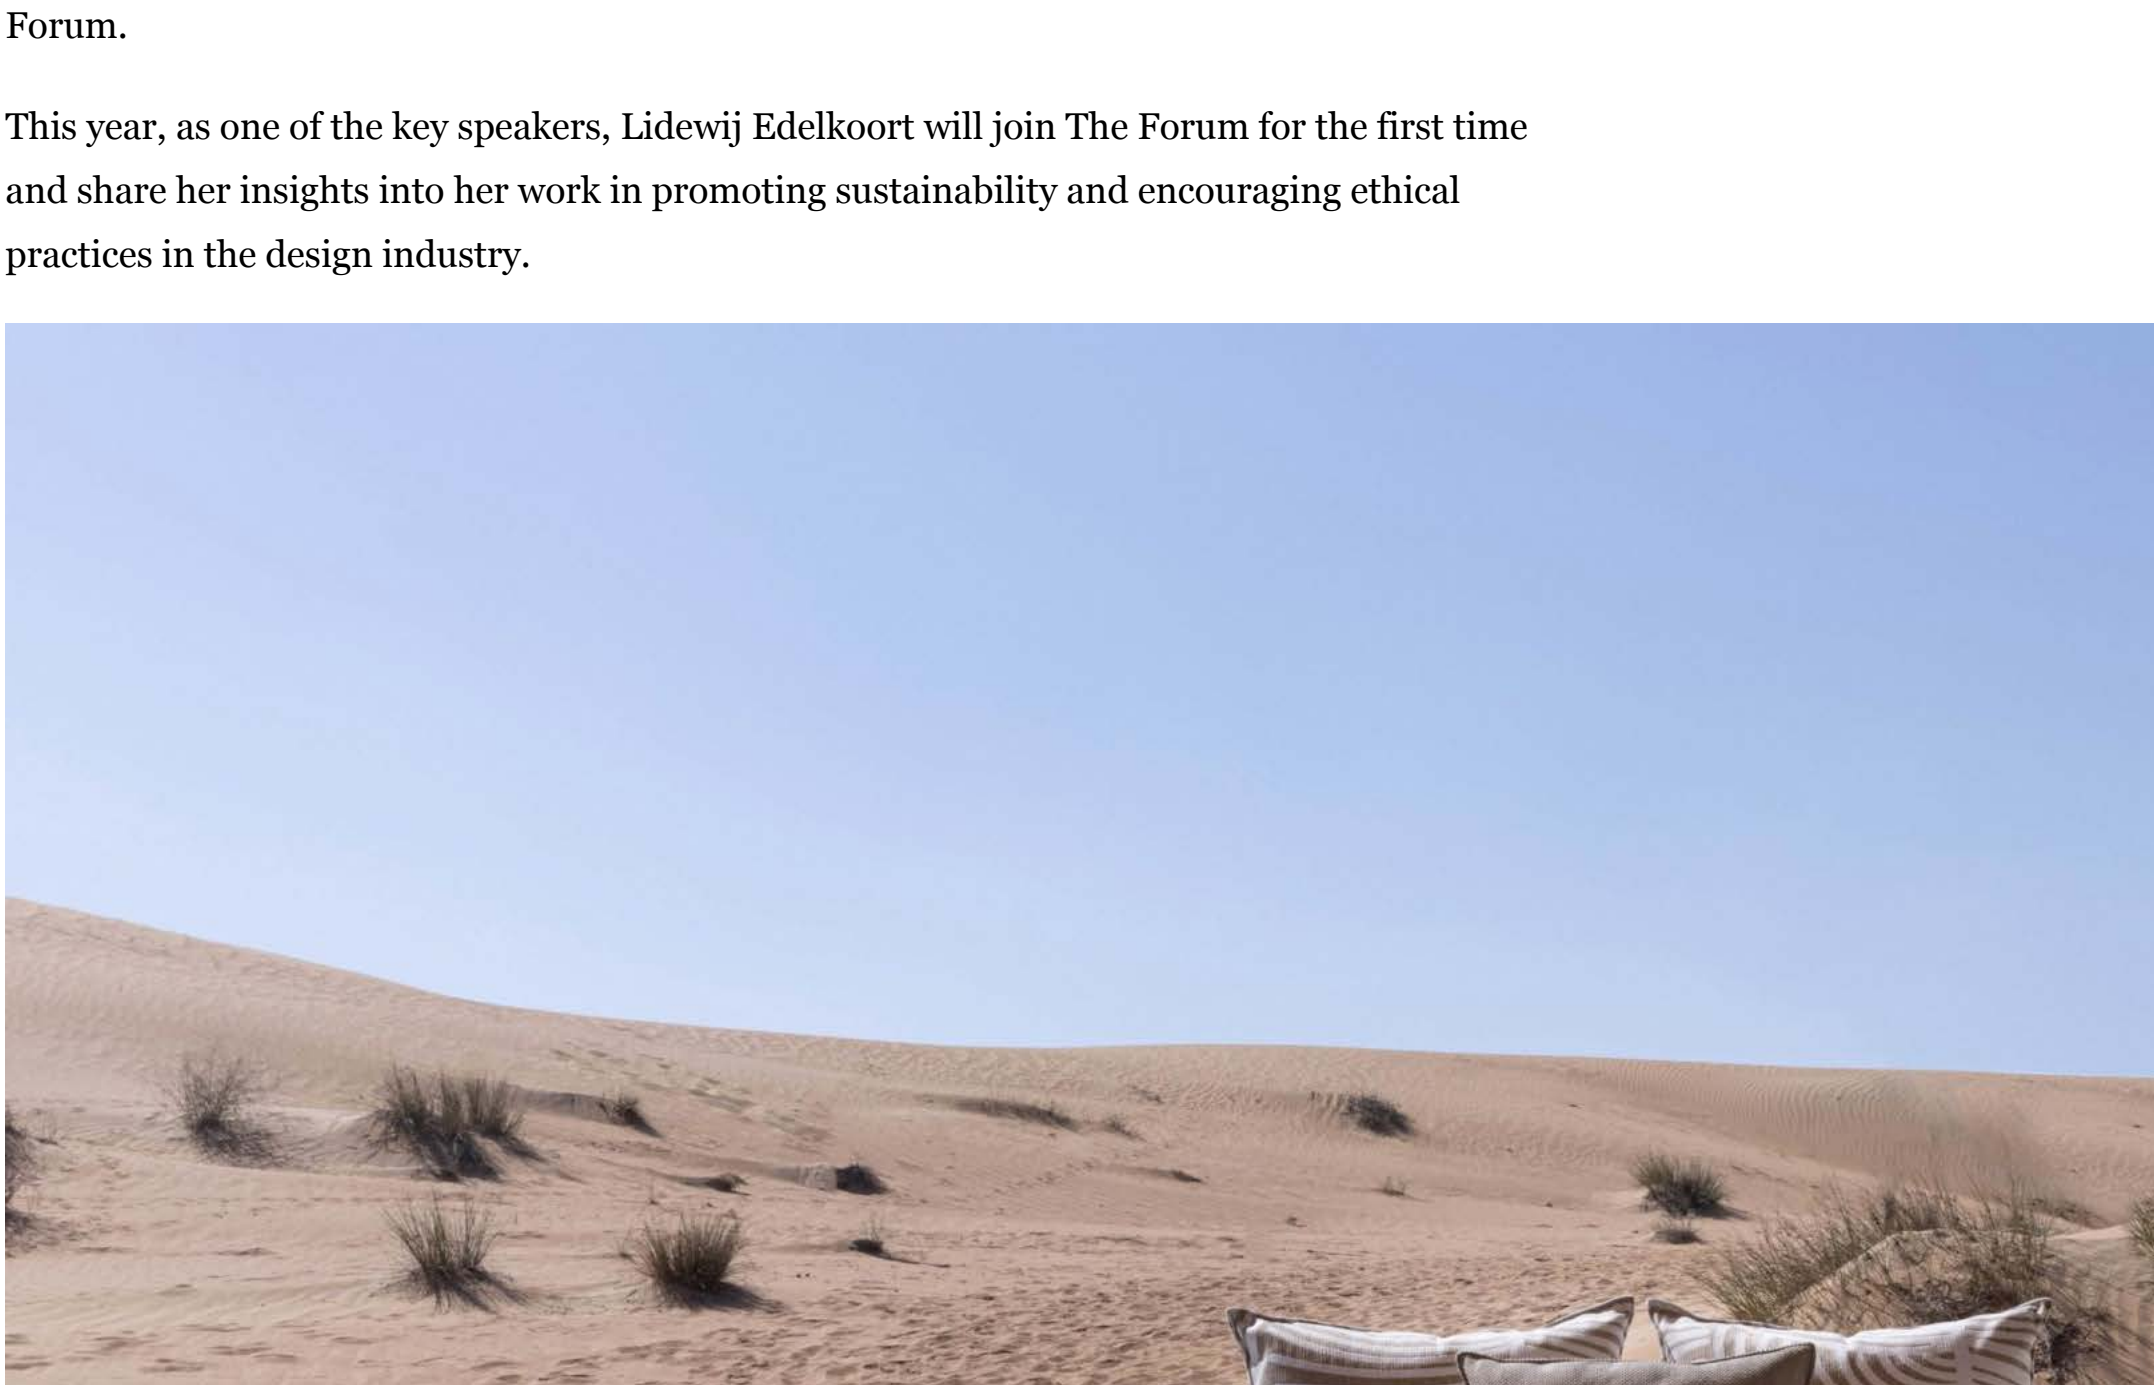 Forum.
This year, as one of the key speakers, Lidewij Edelkoort will join The Forum for the first time
and share her insights into her work in promoting sustainability and encouraging ethical
practices in the design industry.